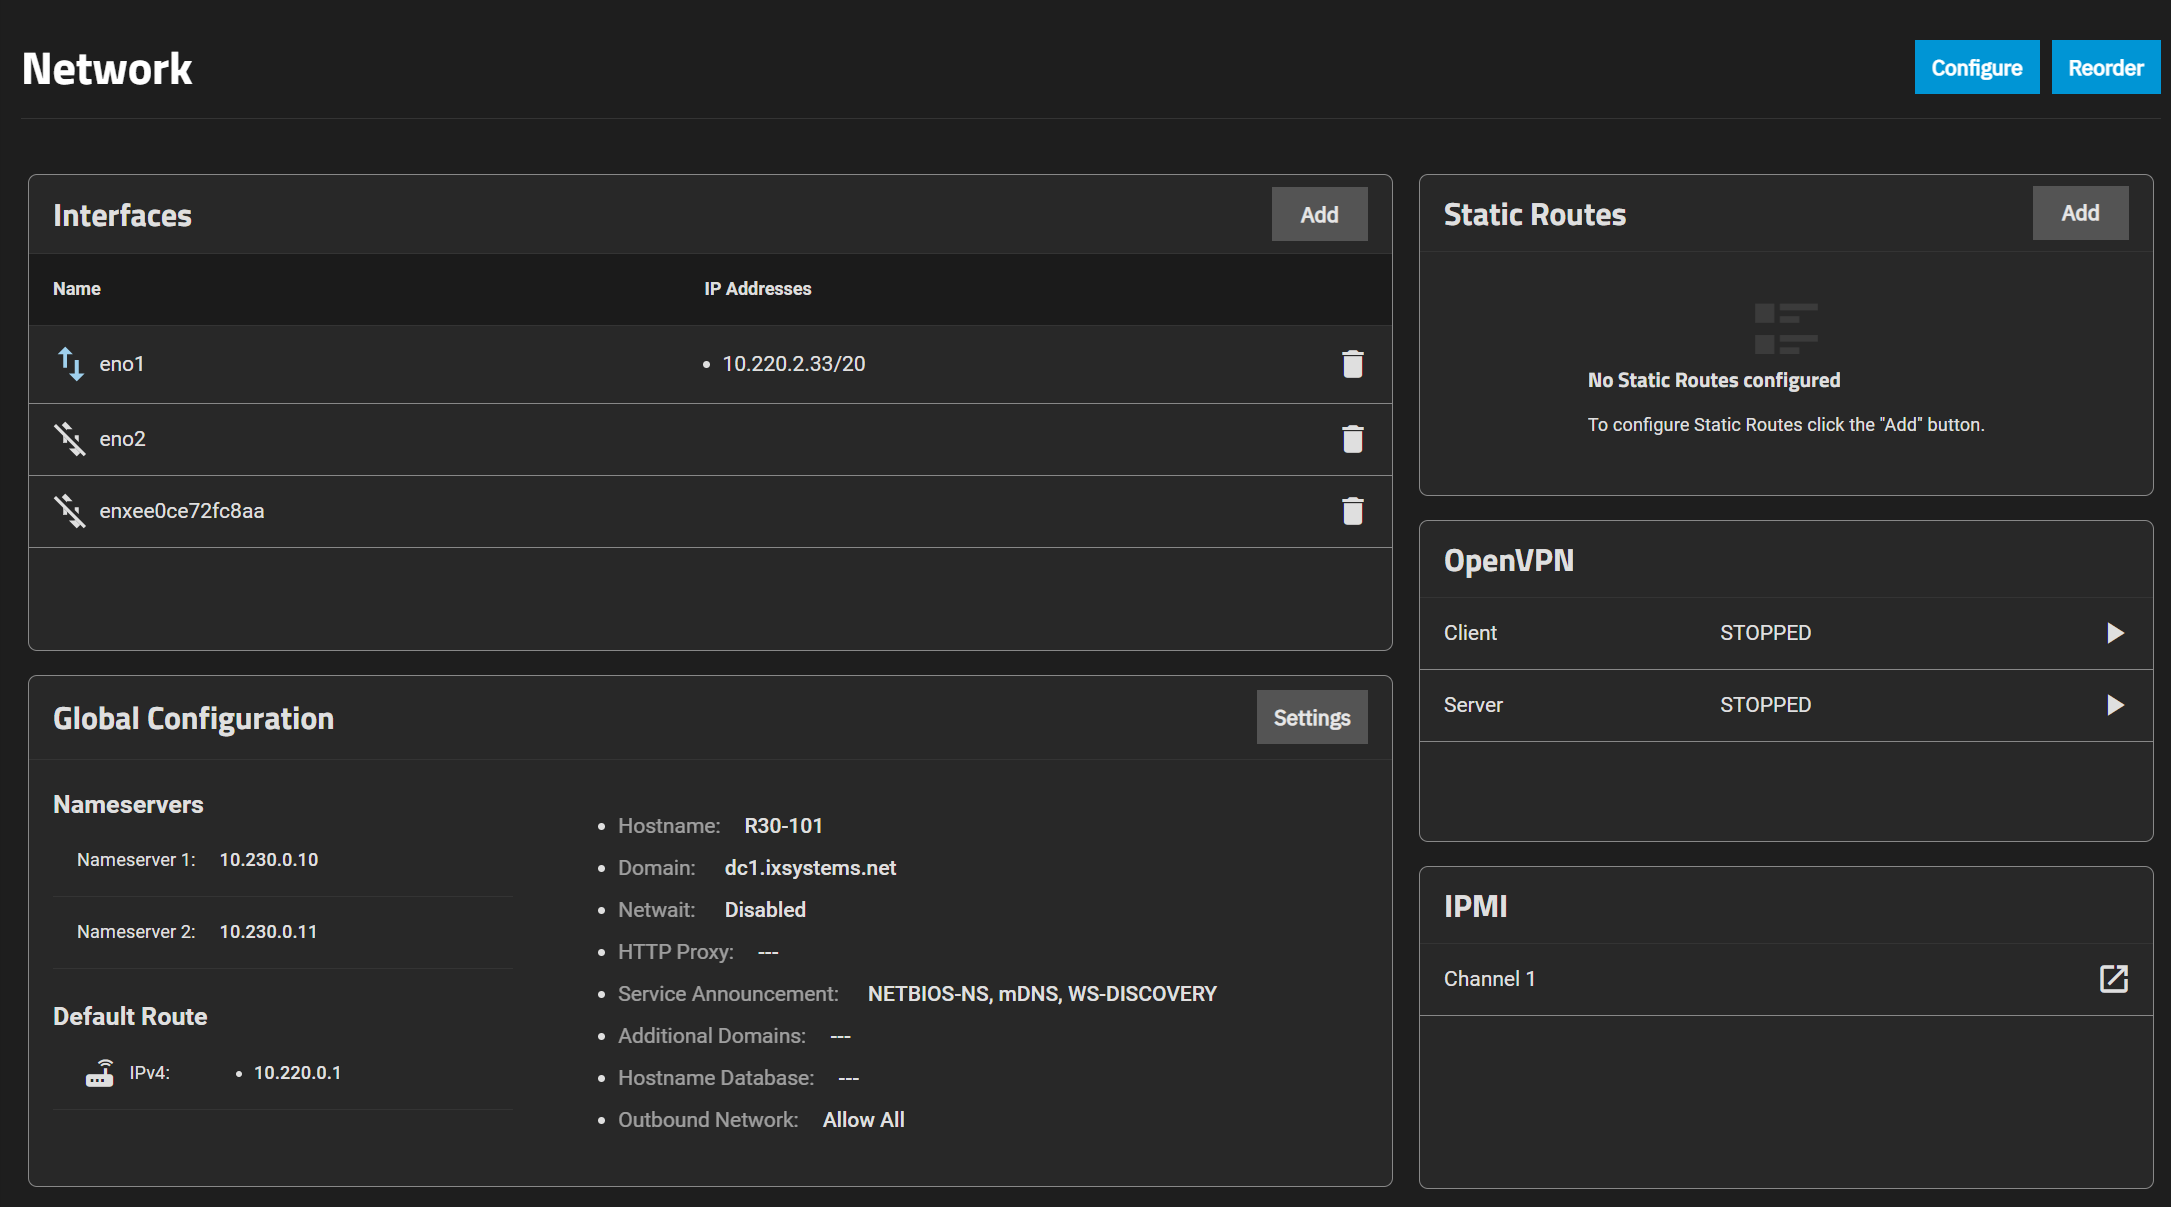 Network
Configure
Reorder
Interfaces
Add
Name
IP Addresses
eno1
• 10.220.2.33/20
eno2
enxee0ce72fc8aa
Global Configuration
Settings
Nameservers
Nameserver 1: 10.230.0.10
Nameserver 2: 10.230.0.11
Default Route
IPv4: • 10.220.0.1
• Hostname: R30-101
• Domain: dc1.ixsystems.net
• Netwait: Disabled
• HTTP Proxy: ---
• Service Announcement: NETBIOS-NS, mDNS, WS-DISCOVERY
• Additional Domains: ---
• Hostname Database: ---
• Outbound Network: Allow All
Static Routes
Add
No Static Routes configured
To configure Static Routes click the "Add" button.
OpenVPN
Client STOPPED
Server STOPPED
IPMI
Channel 1